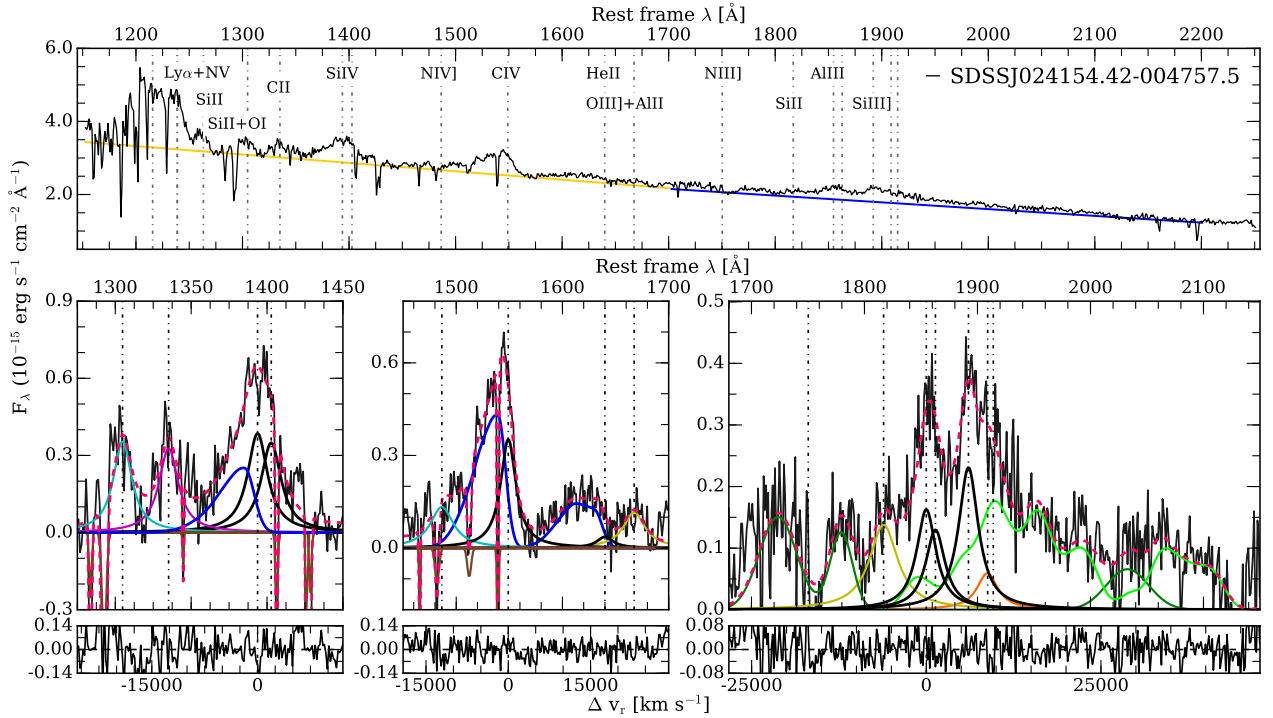 Rest frame λ [Å]
1200 1300 1400 1500 1600 1700 1800 1900 2000 2100 2200
6.0
4.0
2.0
Lyα+NV
SiII
SiII+OI
CII
SiIV
NIV]
CIV
HeII
OIII]+AlII
NIII]
SiII
AlIII
SiIII]
— SDSSJ024154.42-004757.5
F_λ (10⁻¹⁵ erg s⁻¹ cm⁻² Å⁻¹)
Rest frame λ [Å]
1300 1350 1400 1450
0.9
0.6
0.3
0.0
-0.3
0.14
0.00
-0.14
-15000 0
1500 1600 1700
0.6
0.3
0.0
0.14
0.00
-0.14
-15000 0 15000
1700 1800 1900 2000 2100
0.5
0.4
0.3
0.2
0.1
0.0
0.08
0.00
-0.08
-25000 0 25000
Δ v_r [km s⁻¹]